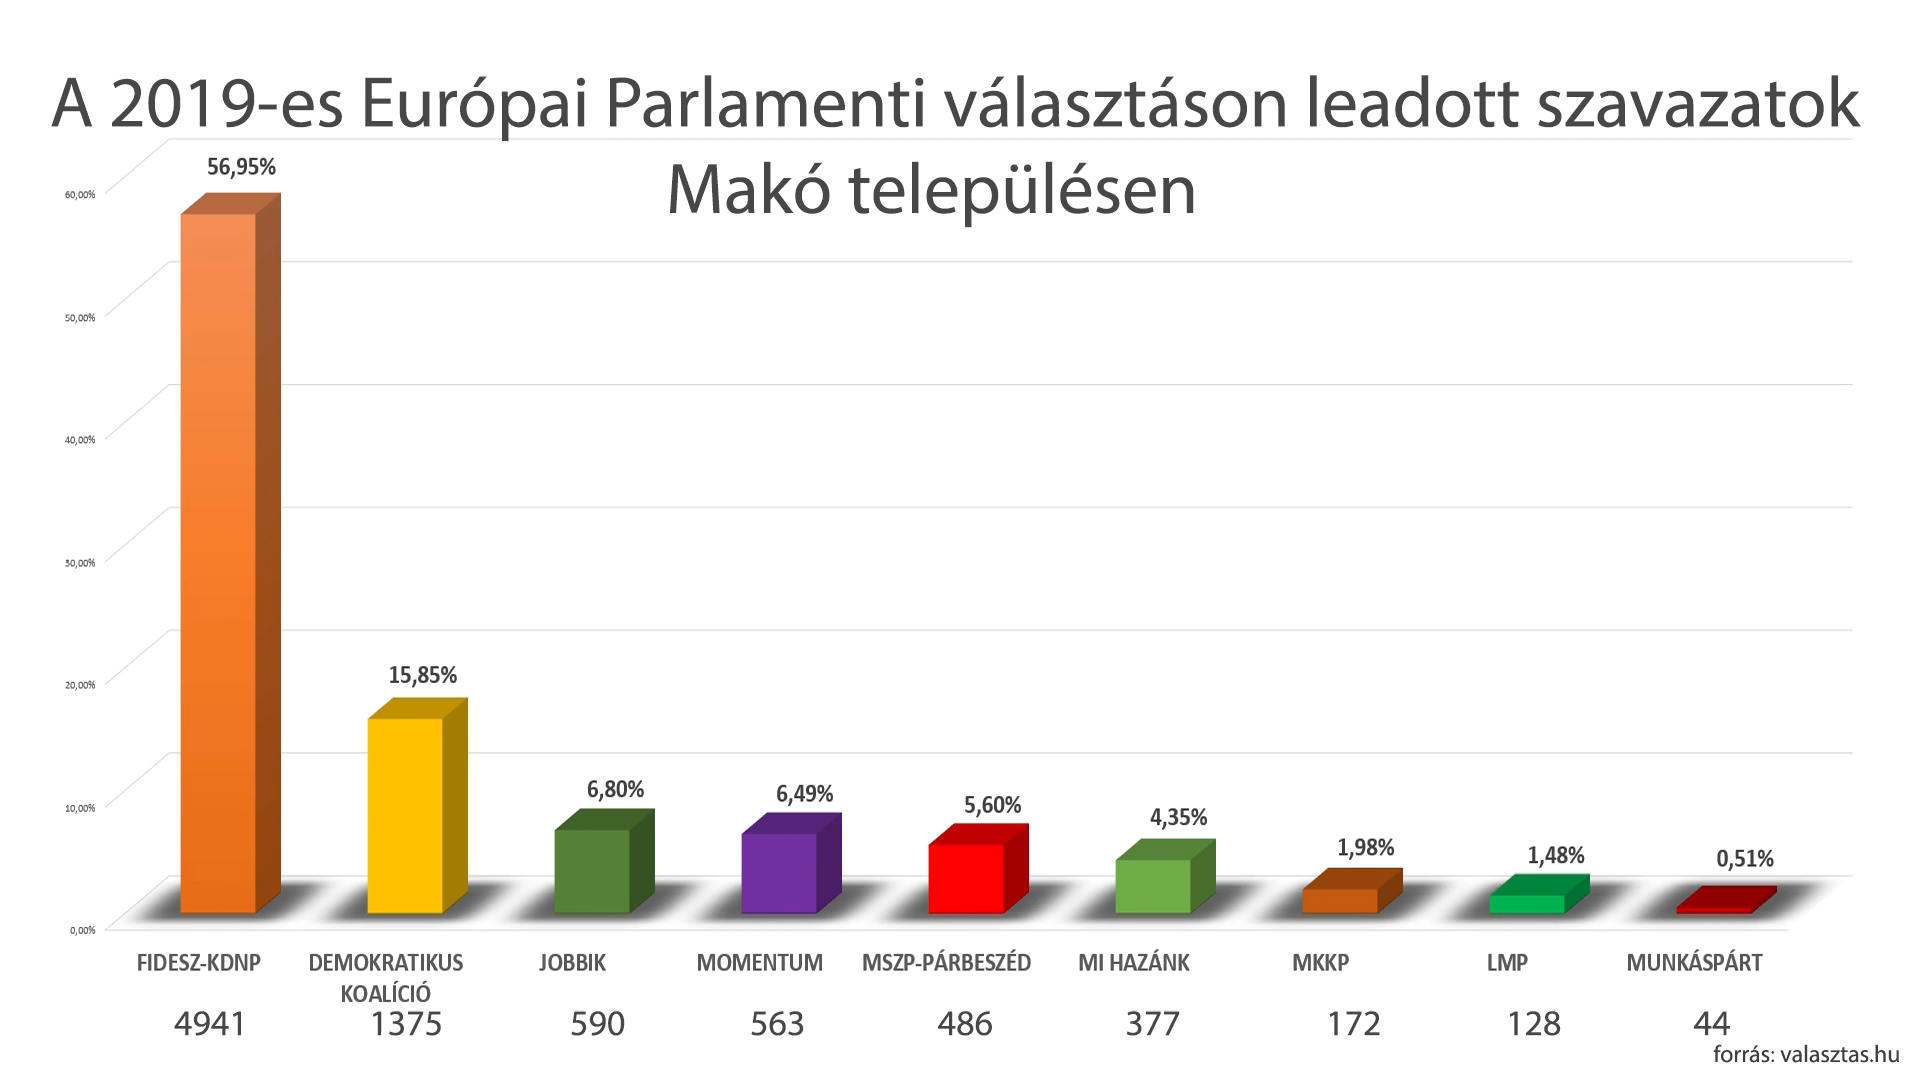 A 2019-es Európai Parlamenti választáson leadott szavazatok
Makó településen
56,95%
60,00%
50,00%
40,00%
30,00%
20,00%
15,85%
10,00%
6,80%
6,49%
5,60%
4,35%
1,98%
1,48%
0,51%
0,00%
FIDESZ-KDNP
DEMOKRATIKUS
KOALÍCIÓ
JOBBIK
MOMENTUM
MSZP-PÁRBESZÉD
MI HAZÁNK
MKKP
LMP
MUNKÁSPÁRT
4941
1375
590
563
486
377
172
128
44
forrás: valasztas.hu